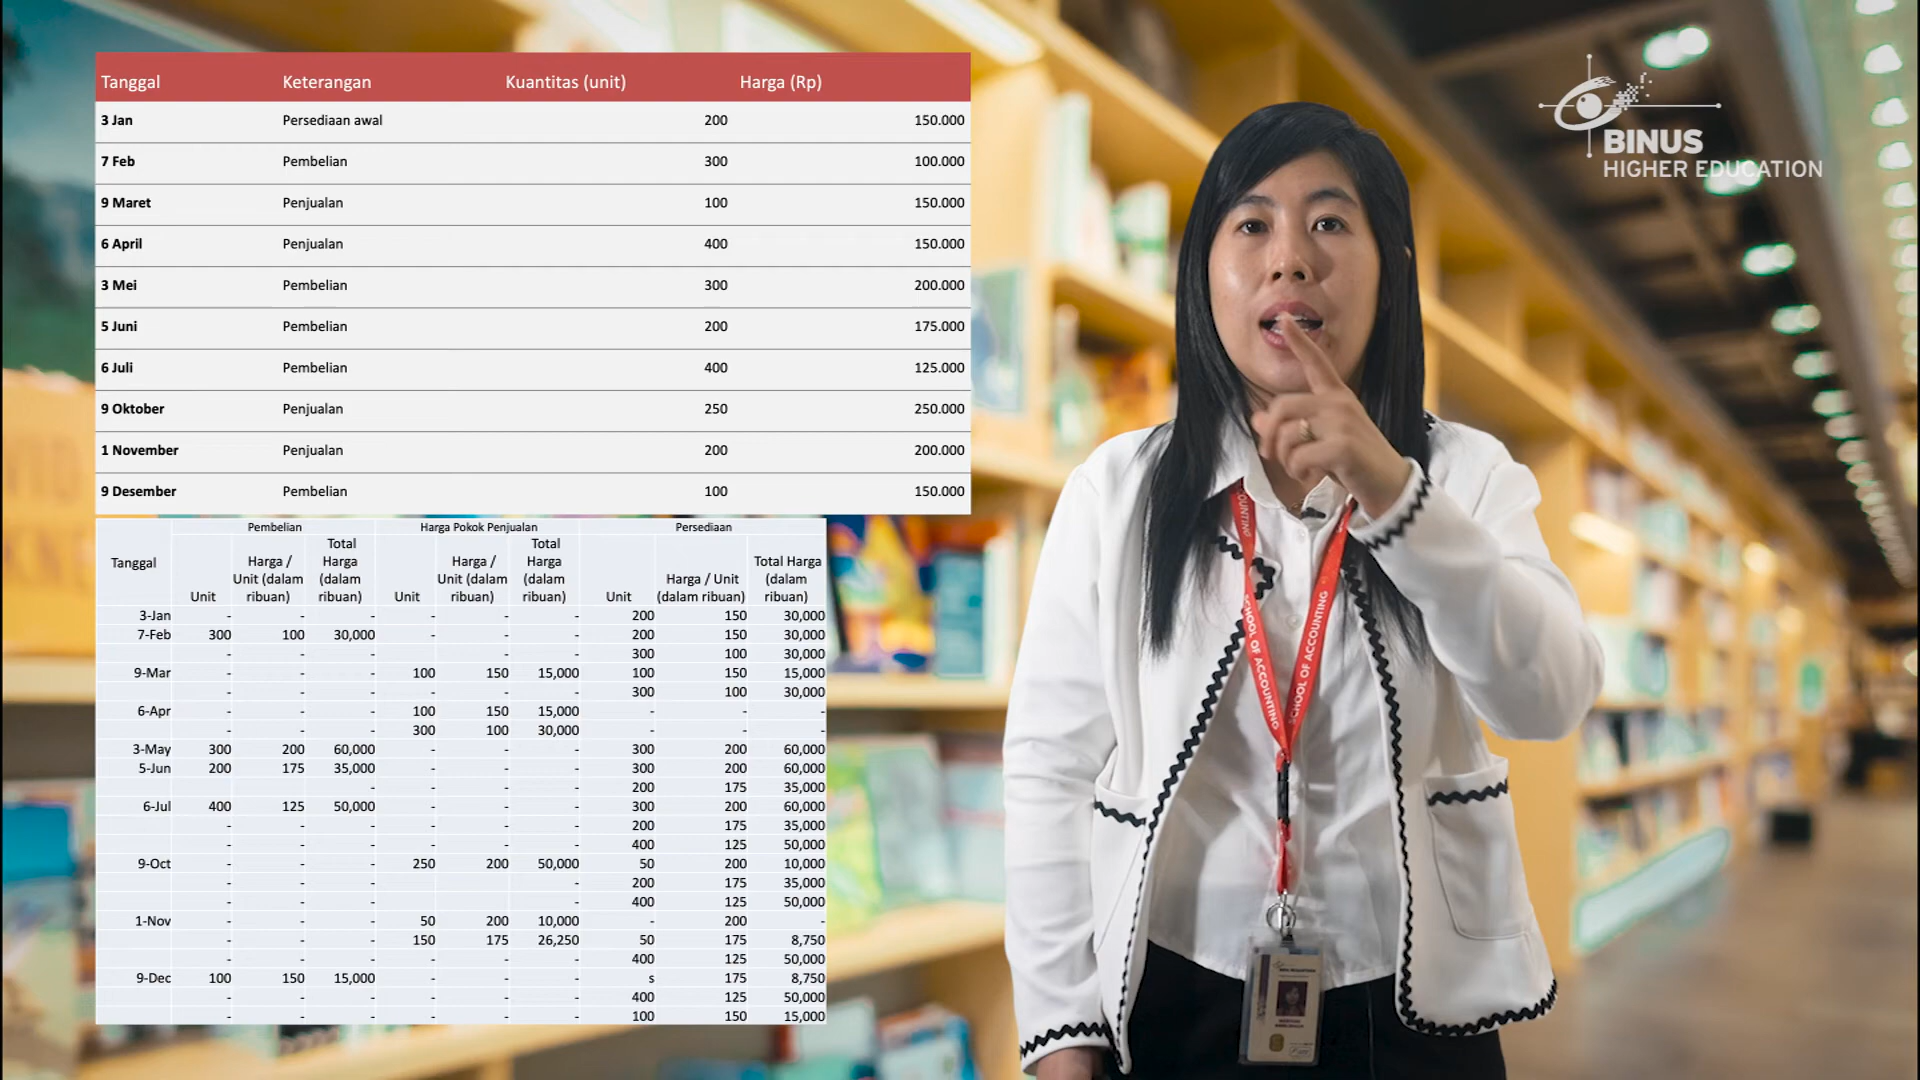 Tanggal Keterangan Kuantitas (unit) Harga (Rp)
3 Jan Persediaan awal 200 150.000
7 Feb Pembelian 300 100.000
9 Maret Penjualan 100 150.000
6 April Penjualan 400 150.000
3 Mei Pembelian 300 200.000
5 Juni Pembelian 200 175.000
6 Juli Pembelian 400 125.000
9 Oktober Penjualan 250 250.000
1 November Penjualan 200 200.000
9 Desember Pembelian 100 150.000
Pembelian Harga Pokok Penjualan Persediaan
Tanggal Unit Harga / Unit (dalam ribuan) Total Harga (dalam ribuan) Unit Harga / Unit (dalam ribuan) Total Harga (dalam ribuan) Unit Harga / Unit (dalam ribuan) Total Harga (dalam ribuan)
3-Jan - - - - - - 200 150 30,000
7-Feb 300 100 30,000 - - - 200 150 30,000
- - - - - - 300 100 30,000
9-Mar - - - 100 150 15,000 100 150 15,000
- - - - - - 300 100 30,000
6-Apr - - - 100 150 15,000 - - -
- - - 300 100 30,000 - - -
3-May 300 200 60,000 - - - 300 200 60,000
5-Jun 200 175 35,000 - - - 300 200 60,000
- - - - 200 175 35,000
6-Jul 400 125 50,000 - - - 300 200 60,000
- - - - - - 200 175 35,000
- - - - - - 400 125 50,000
9-Oct - - - 250 200 50,000 50 200 10,000
- - - - 200 175 35,000
- - - - - - 400 125 50,000
1-Nov - - - 50 200 10,000 - 200 -
- - - 150 175 26,250 50 175 8,750
- - - - - - 400 125 50,000
9-Dec 100 150 15,000 - - - s 175 8,750
- - - - - - 400 125 50,000
- - - - - - 100 150 15,000
BINUS
HIGHER EDUCATION
COUNTING
SCHOOL OF ACCOUNTING
SCHOOL OF ACCOUNTING